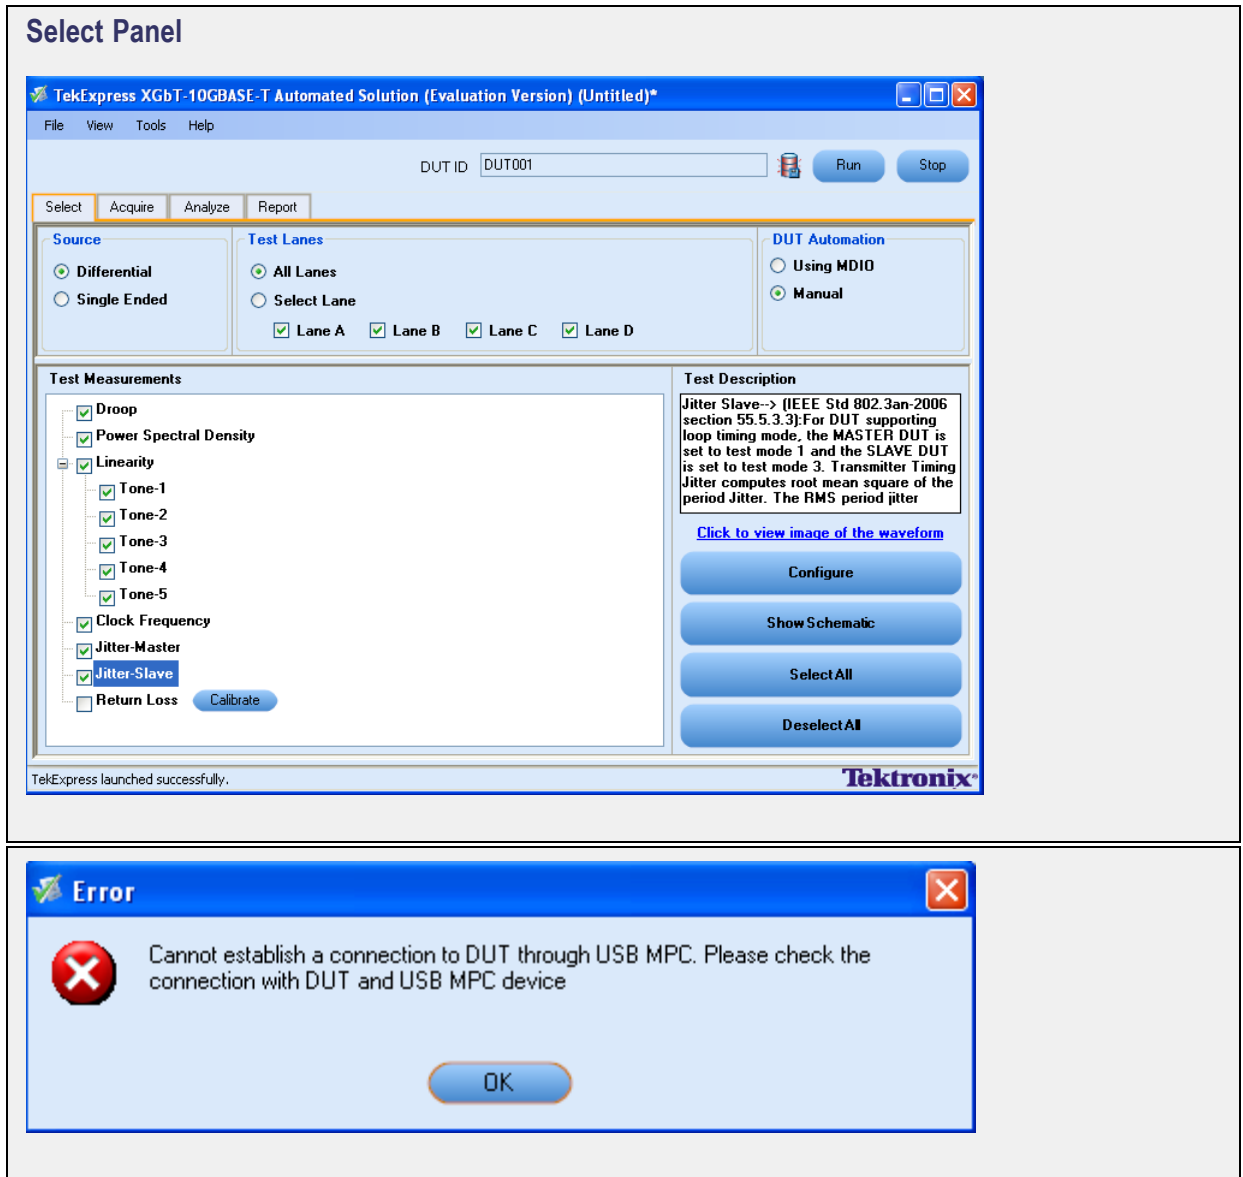 Select Panel
TekExpress XGbT-10GBASE-T Automated Solution (Evaluation Version) (Untitled)*
File View Tools Help
DUT ID DUT001 Run Stop
Select Acquire Analyze Report
Source
Differential
Single Ended
Test Lanes
All Lanes
Select Lane
Lane A Lane B Lane C Lane D
DUT Automation
Using MDIO
Manual
Test Measurements
Droop
Power Spectral Density
Linearity
Tone-1
Tone-2
Tone-3
Tone-4
Tone-5
Clock Frequency
Jitter-Master
Jitter-Slave
Return Loss Calibrate
Test Description
Jitter Slave--> (IEEE Std 802.3an-2006
section 55.5.3.3):For DUT supporting
loop timing mode, the MASTER DUT is
set to test mode 1 and the SLAVE DUT
is set to test mode 3. Transmitter Timing
Jitter computes root mean square of the
period Jitter. The RMS period jitter
Click to view image of the waveform
Configure
Show Schematic
Select All
Deselect All
TekExpress launched successfully.
Tektronix
Error
Cannot establish a connection to DUT through USB MPC. Please check the
connection with DUT and USB MPC device
OK